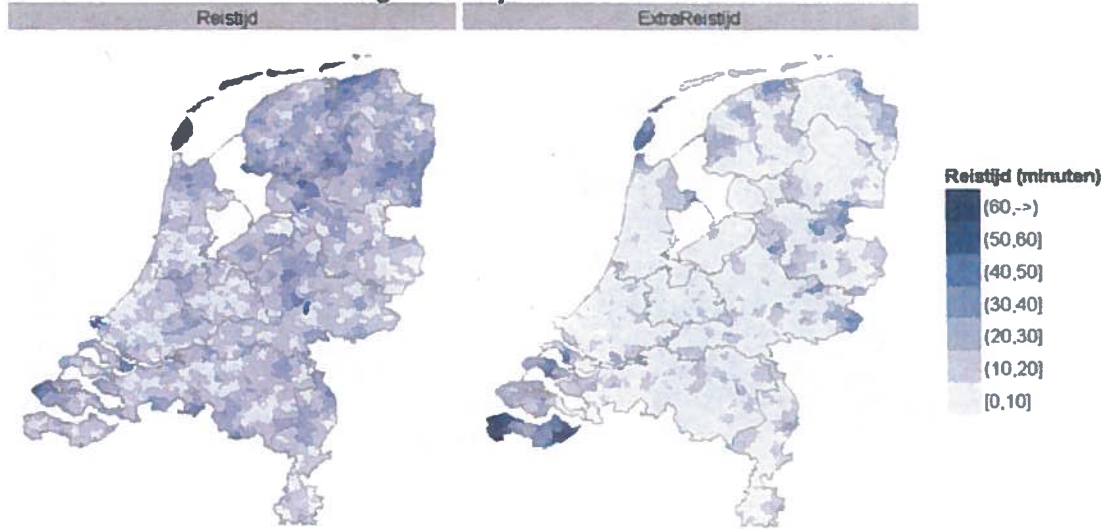 Reistijd
ExtraReistijd
Reistijd (minuten)
(60,->)
(50,60]
(40,50]
(30,40]
(20,30]
(10,20]
[0,10]